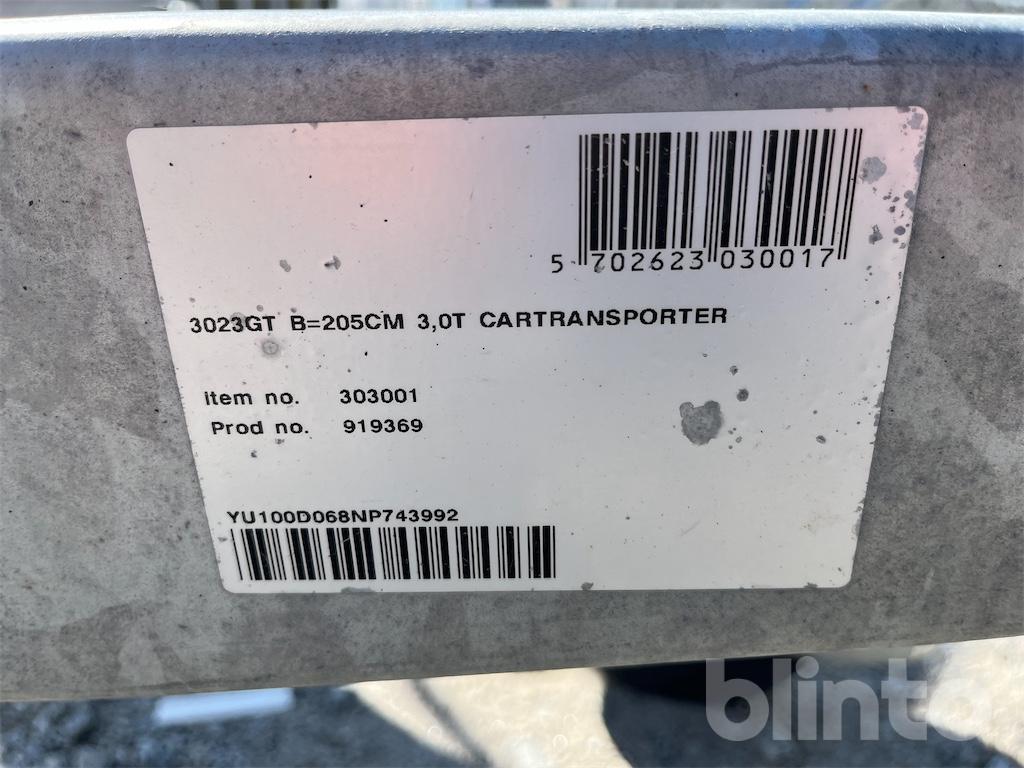 5 702623 030017
3023GT B=205CM 3,0T CARTRANSPORTER
item no. 303001
Prod no. 919369
YU100D068NP743992
blinto